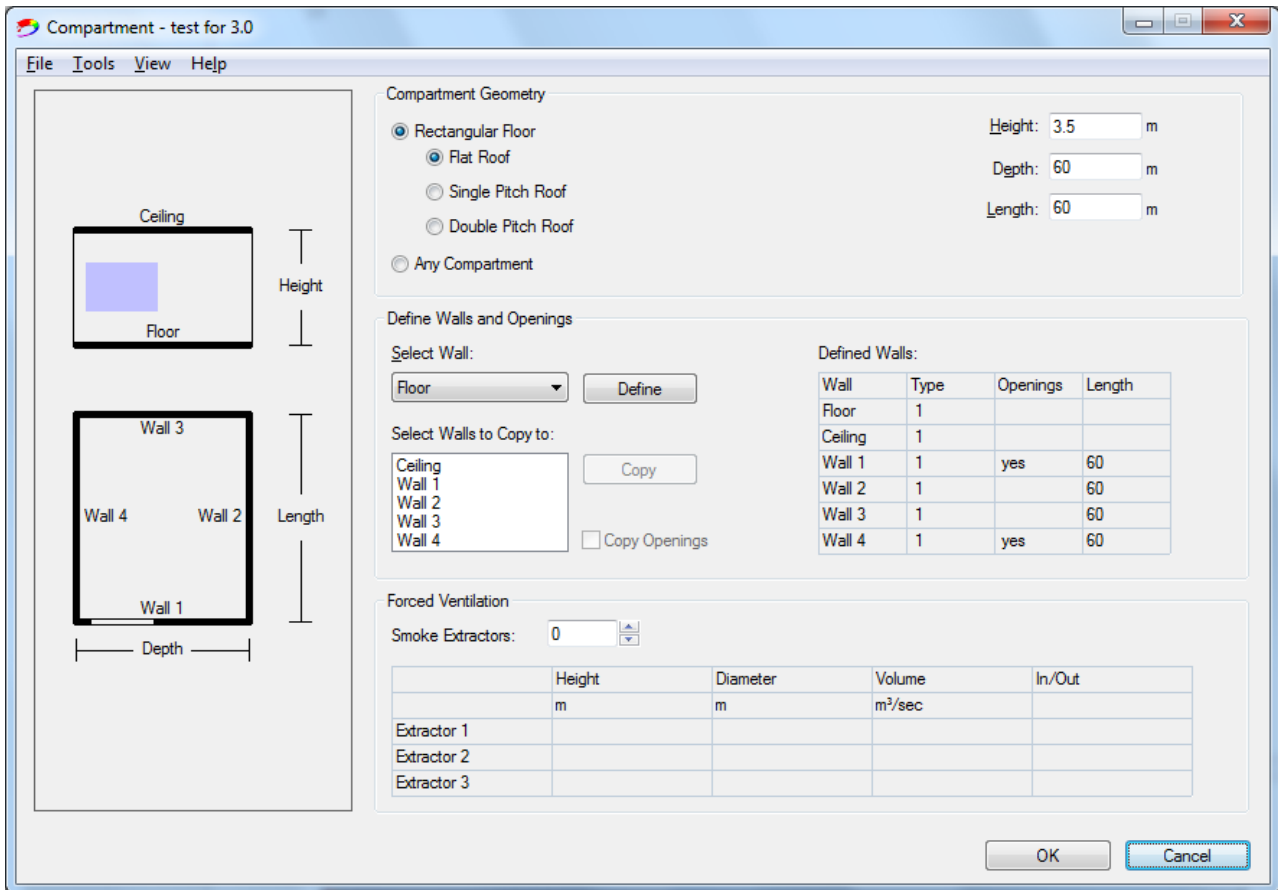 Compartment - test for 3.0
File Tools View Help
Ceiling
Height
Floor
Wall 3
Wall 4 Wall 2 Length
Wall 1
Depth
Compartment Geometry
Rectangular Floor
Flat Roof
Single Pitch Roof
Double Pitch Roof
Any Compartment
Height: 3.5 m
Depth: 60 m
Length: 60 m
Define Walls and Openings
Select Wall:
Floor Define
Select Walls to Copy to:
Ceiling
Wall 1
Wall 2
Wall 3
Wall 4
Copy
Copy Openings
Defined Walls:
Wall Type Openings Length
Floor 1
Ceiling 1
Wall 1 1 yes 60
Wall 2 1 60
Wall 3 1 60
Wall 4 1 yes 60
Forced Ventilation
Smoke Extractors: 0
Height Diameter Volume In/Out
m m m³/sec
Extractor 1
Extractor 2
Extractor 3
OK Cancel